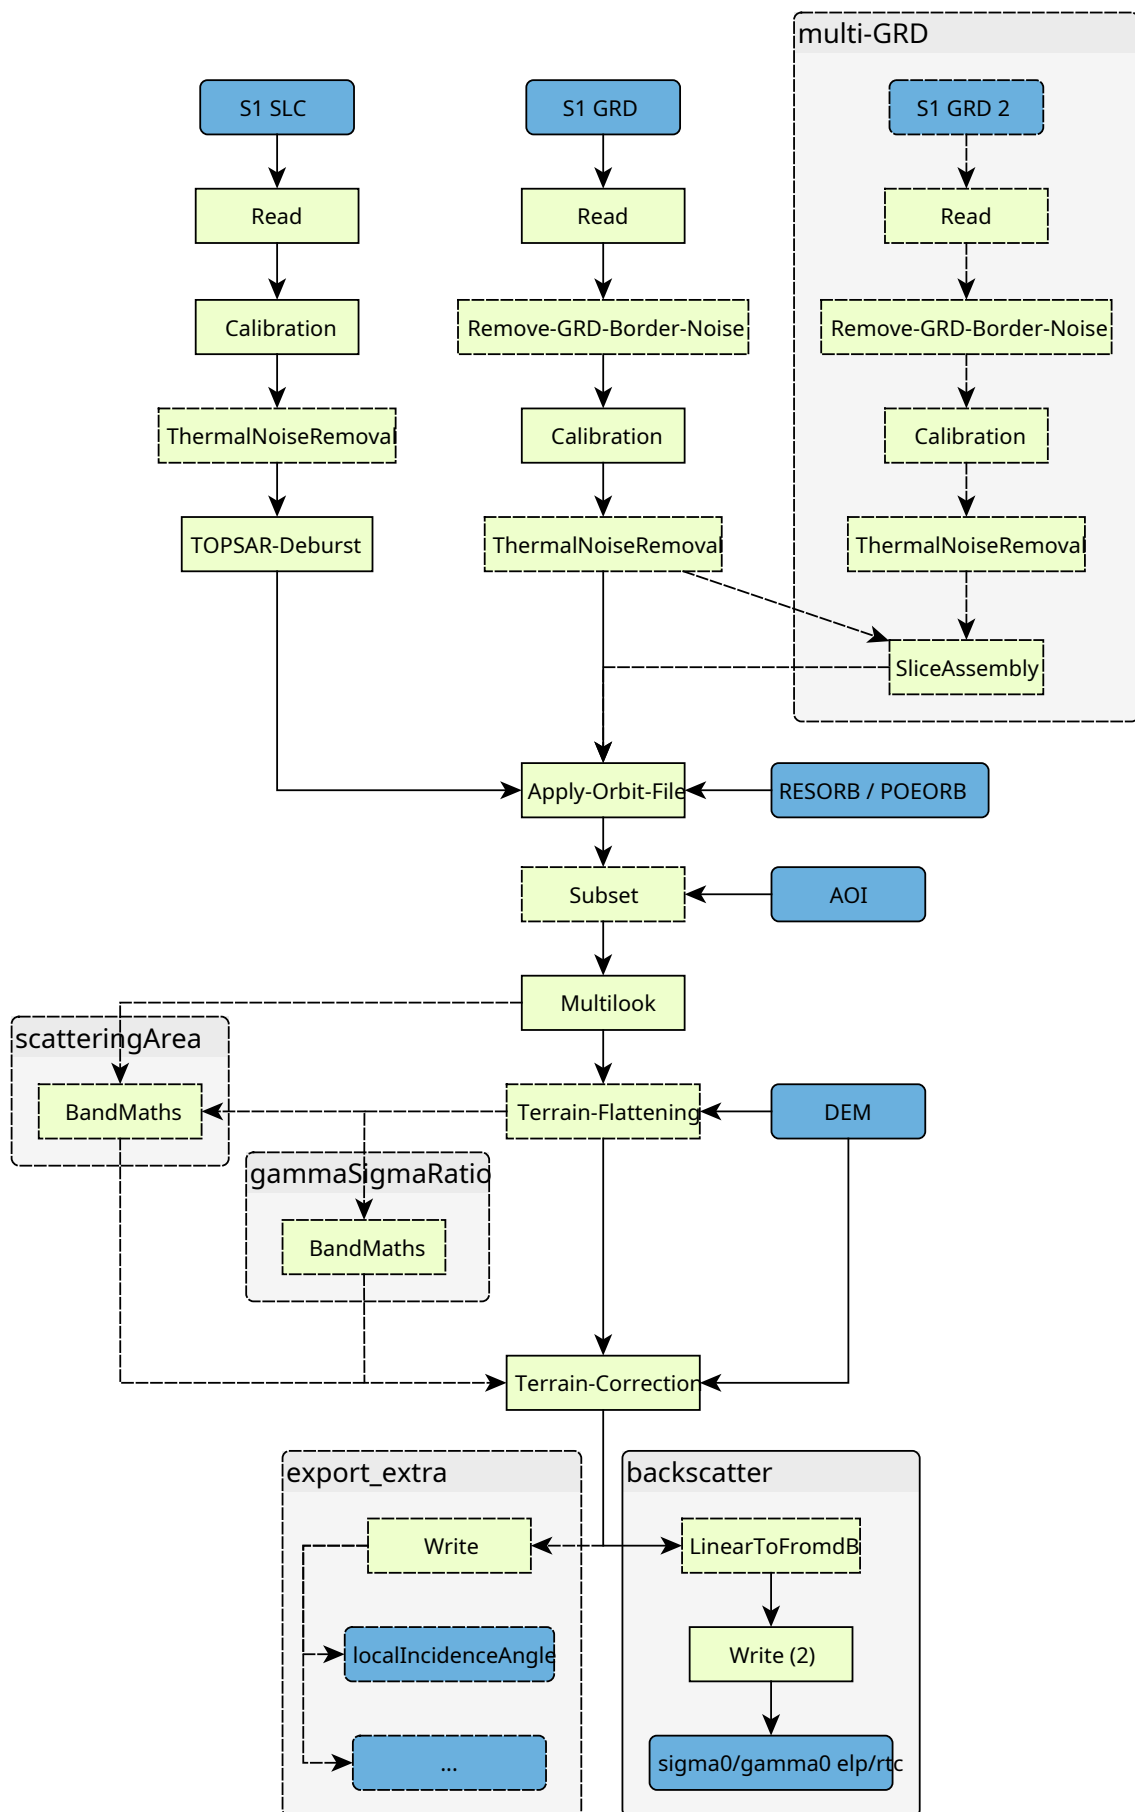 multi-GRD
S1 SLC
S1 GRD
S1 GRD 2
Read
Read
Read
Calibration
Remove-GRD-Border-Noise
Remove-GRD-Border-Noise
ThermalNoiseRemoval
Calibration
Calibration
TOPSAR-Deburst
ThermalNoiseRemoval
ThermalNoiseRemoval
SliceAssembly
Apply-Orbit-File
RESORB / POEORB
Subset
AOI
Multilook
scatteringArea
BandMaths
Terrain-Flattening
DEM
gammaSigmaRatio
BandMaths
Terrain-Correction
export_extra
backscatter
Write
LinearToFromdB
localIncidenceAngle
Write (2)
...
sigma0/gamma0 elp/rtc